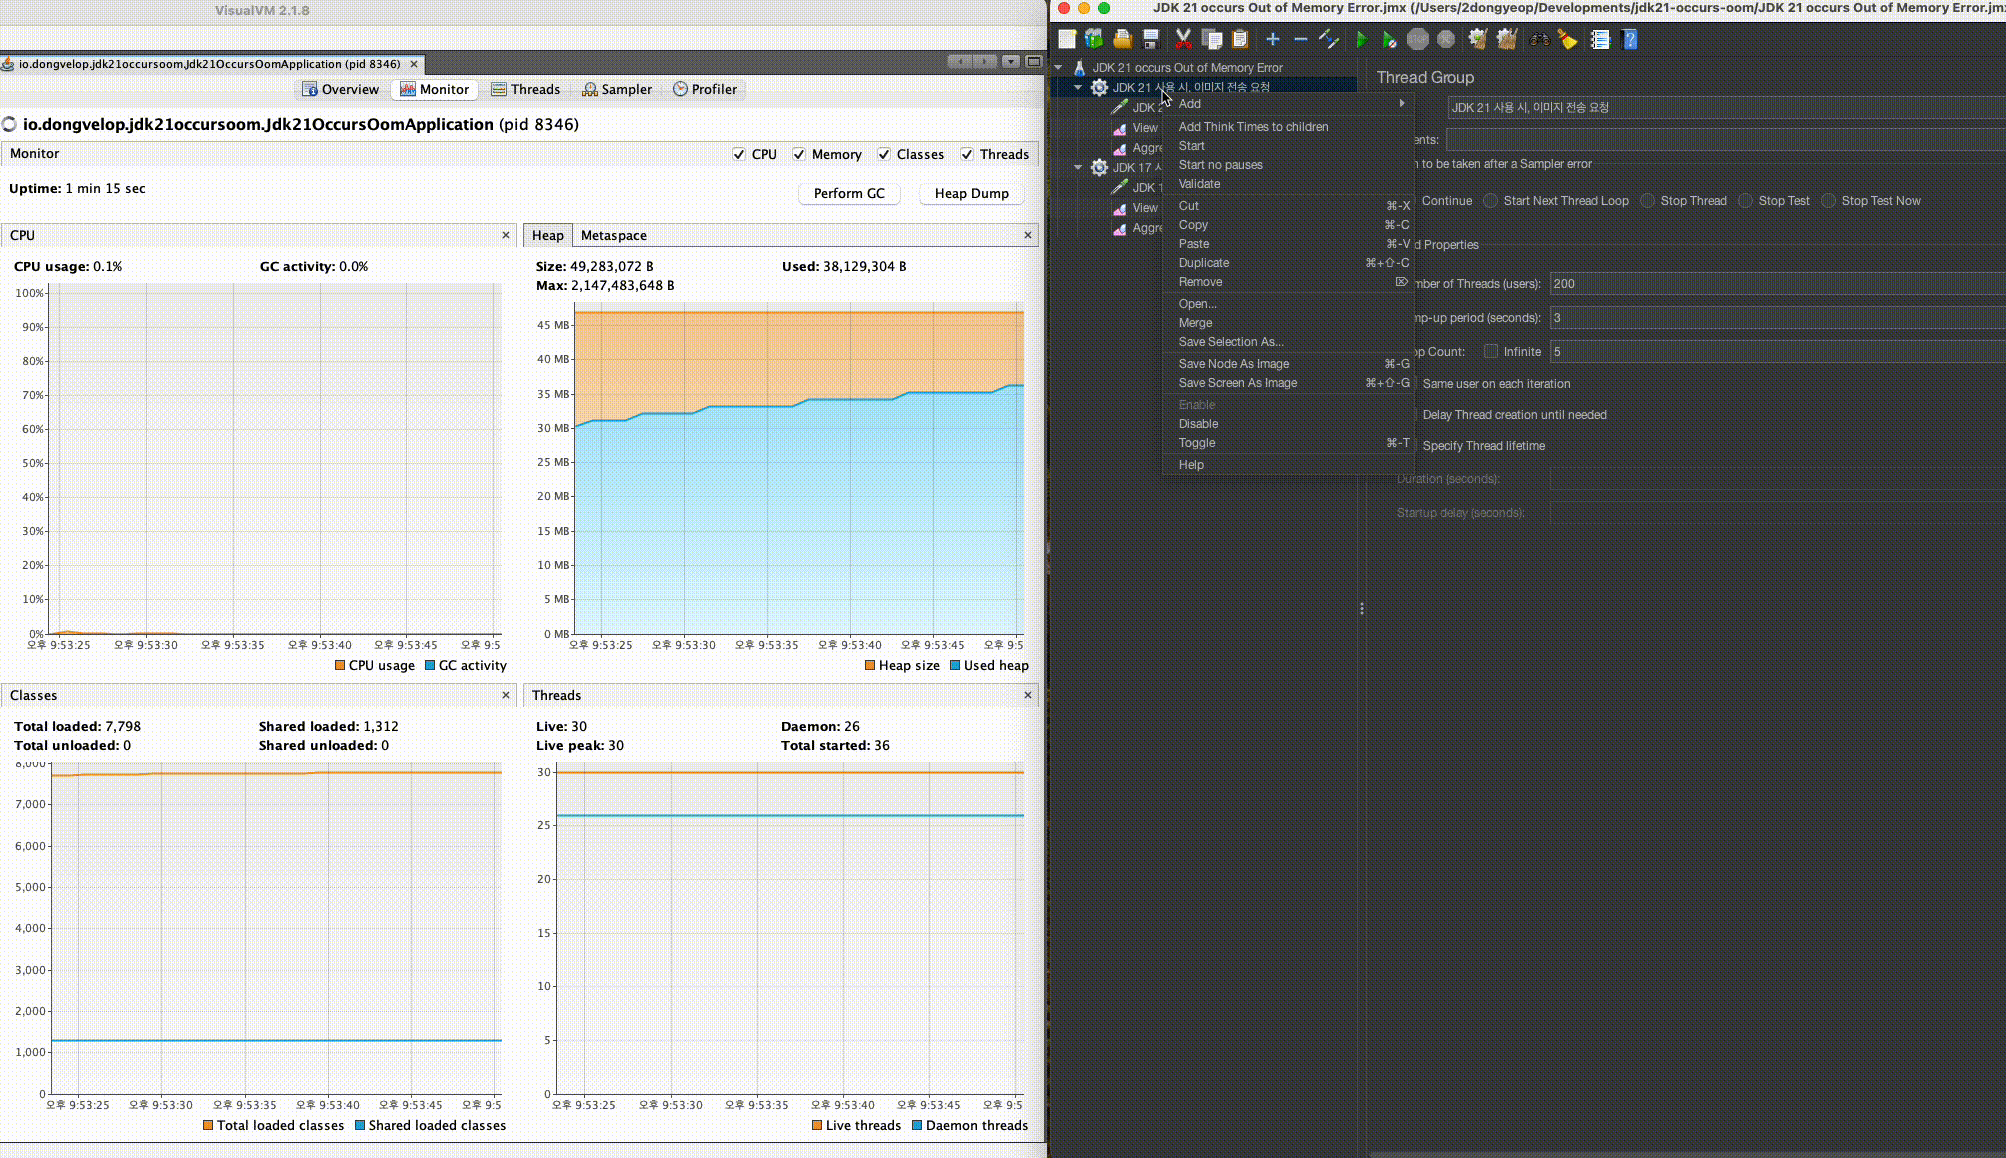 VisualVM 2.1.8
io.dongvelop.jdk21occursoom.Jdk21OccursOomApplication (pid 8346)
Overview
Monitor
Threads
Sampler
Profiler
io.dongvelop.jdk21occursoom.Jdk21OccursOomApplication (pid 8346)
Monitor
CPU
Memory
Classes
Threads
Uptime: 1 min 15 sec
Perform GC
Heap Dump
CPU
CPU usage: 0.1%
GC activity: 0.0%
100%
90%
80%
70%
60%
50%
40%
30%
20%
10%
0%
오후 9:53:25 오후 9:53:30 오후 9:53:35 오후 9:53:40 오후 9:53:45 오후 9:5
CPU usage
GC activity
Heap
Metaspace
Size: 49,283,072 B
Used: 38,129,304 B
Max: 2,147,483,648 B
45 MB
40 MB
35 MB
30 MB
25 MB
20 MB
15 MB
10 MB
5 MB
0 MB
오후 9:53:25 오후 9:53:30 오후 9:53:35 오후 9:53:40 오후 9:53:45 오후 9:5
Heap size
Used heap
Classes
Total loaded: 7,798
Shared loaded: 1,312
Total unloaded: 0
Shared unloaded: 0
8,000
7,000
6,000
5,000
4,000
3,000
2,000
1,000
0
오후 9:53:25 오후 9:53:30 오후 9:53:35 오후 9:53:40 오후 9:53:45 오후 9:5
Total loaded classes
Shared loaded classes
Threads
Live: 30
Daemon: 26
Live peak: 30
Total started: 36
30
25
20
15
10
5
0
오후 9:53:25 오후 9:53:30 오후 9:53:35 오후 9:53:40 오후 9:53:45 오후 9:5
Live threads
Daemon threads
JDK 21 occurs Out of Memory Error.jmx (/Users/2dongyeop/Developments/jdk21-occurs-oom/JDK 21 occurs Out of Memory Error.jm
JDK 21 occurs Out of Memory Error
JDK 21 사용 시, 이미지 전송 요청
JDK 2
View
Aggre
JDK 17
JDK 1
View
Aggre
Add
Add Think Times to children
Start
Start no pauses
Validate
Cut ⌘-X
Copy ⌘-C
Paste ⌘-V
Duplicate ⌘+⇧-C
Remove ⌦
Open...
Merge
Save Selection As...
Save Node As Image ⌘-G
Save Screen As Image ⌘+⇧-G
Enable
Disable
Toggle ⌘-T
Help
Thread Group
JDK 21 사용 시, 이미지 전송 요청
ents:
to be taken after a Sampler error
Continue
Start Next Thread Loop
Stop Thread
Stop Test
Stop Test Now
d Properties
mber of Threads (users): 200
mp-up period (seconds): 3
op Count: Infinite 5
Same user on each iteration
Delay Thread creation until needed
Specify Thread lifetime
Duration (seconds):
Startup delay (seconds):